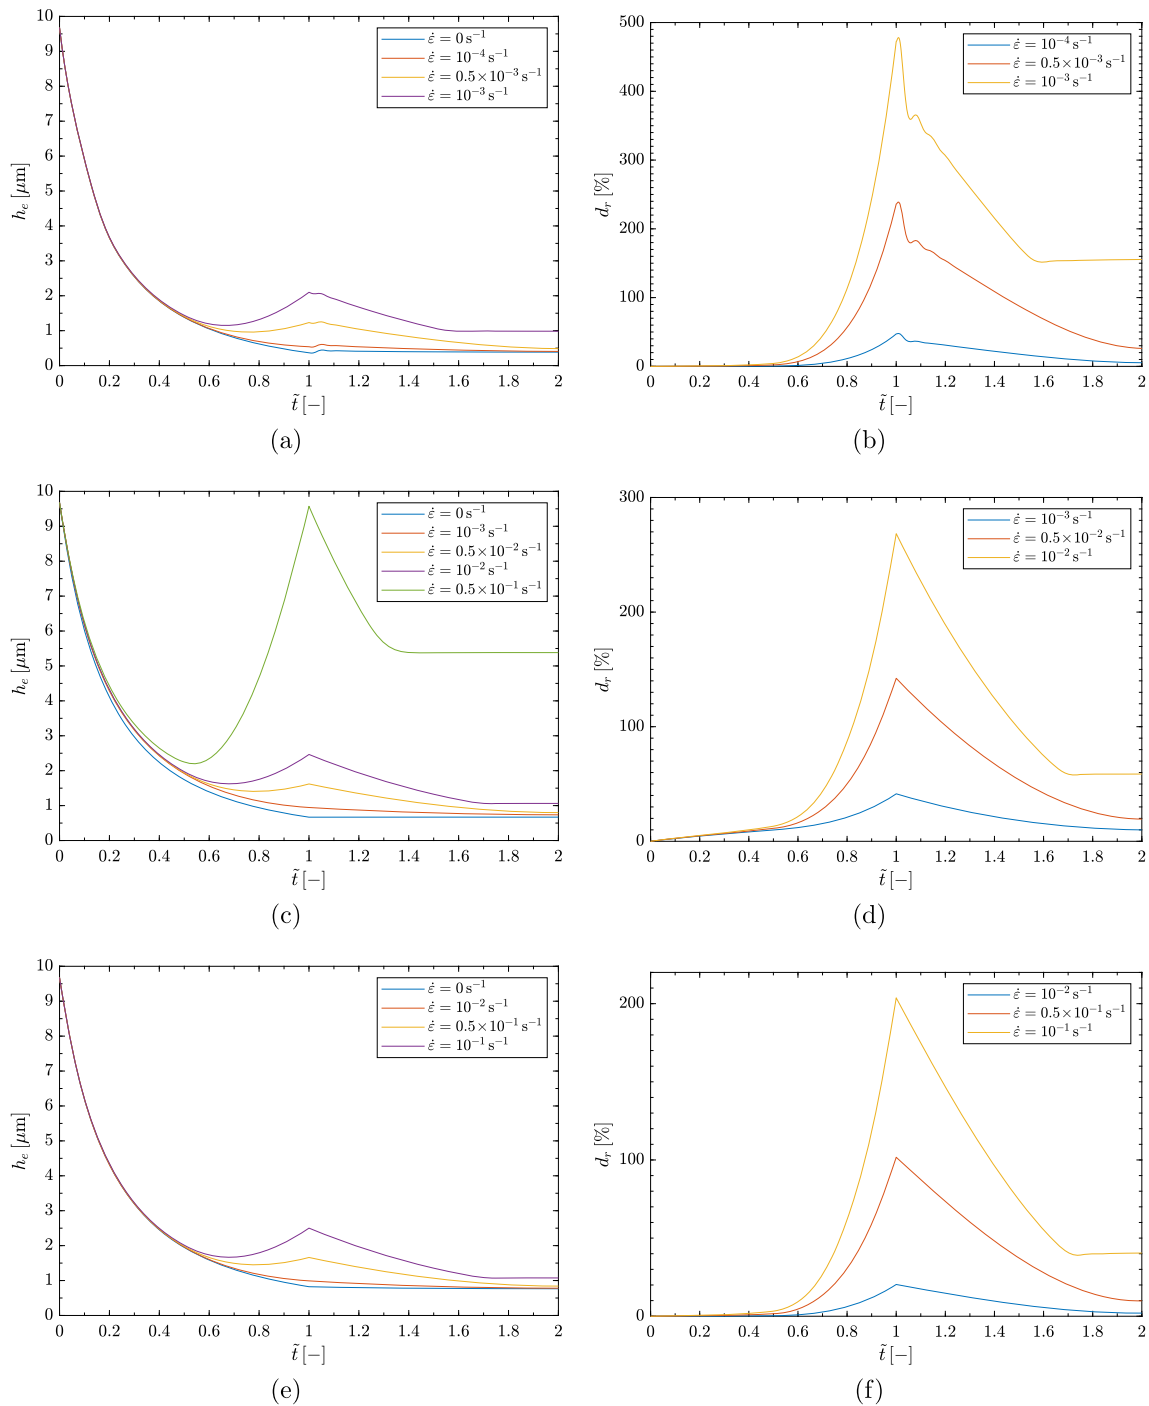 10
9
8
7
6
5
4
3
2
1
0
h_e [μm]
ε̇ = 0 s⁻¹
ε̇ = 10⁻⁴ s⁻¹
ε̇ = 0.5×10⁻³ s⁻¹
ε̇ = 10⁻³ s⁻¹
0 0.2 0.4 0.6 0.8 1 1.2 1.4 1.6 1.8 2
t̃ [−]
(a)
500
400
300
200
100
0
d_r [%]
ε̇ = 10⁻⁴ s⁻¹
ε̇ = 0.5×10⁻³ s⁻¹
ε̇ = 10⁻³ s⁻¹
0 0.2 0.4 0.6 0.8 1 1.2 1.4 1.6 1.8 2
t̃ [−]
(b)
10
9
8
7
6
5
4
3
2
1
0
h_e [μm]
ε̇ = 0 s⁻¹
ε̇ = 10⁻³ s⁻¹
ε̇ = 0.5×10⁻² s⁻¹
ε̇ = 10⁻² s⁻¹
ε̇ = 0.5×10⁻¹ s⁻¹
0 0.2 0.4 0.6 0.8 1 1.2 1.4 1.6 1.8 2
t̃ [−]
(c)
300
200
100
0
d_r [%]
ε̇ = 10⁻³ s⁻¹
ε̇ = 0.5×10⁻² s⁻¹
ε̇ = 10⁻² s⁻¹
0 0.2 0.4 0.6 0.8 1 1.2 1.4 1.6 1.8 2
t̃ [−]
(d)
10
9
8
7
6
5
4
3
2
1
0
h_e [μm]
ε̇ = 0 s⁻¹
ε̇ = 10⁻² s⁻¹
ε̇ = 0.5×10⁻¹ s⁻¹
ε̇ = 10⁻¹ s⁻¹
0 0.2 0.4 0.6 0.8 1 1.2 1.4 1.6 1.8 2
t̃ [−]
(e)
200
100
0
d_r [%]
ε̇ = 10⁻² s⁻¹
ε̇ = 0.5×10⁻¹ s⁻¹
ε̇ = 10⁻¹ s⁻¹
0 0.2 0.4 0.6 0.8 1 1.2 1.4 1.6 1.8 2
t̃ [−]
(f)